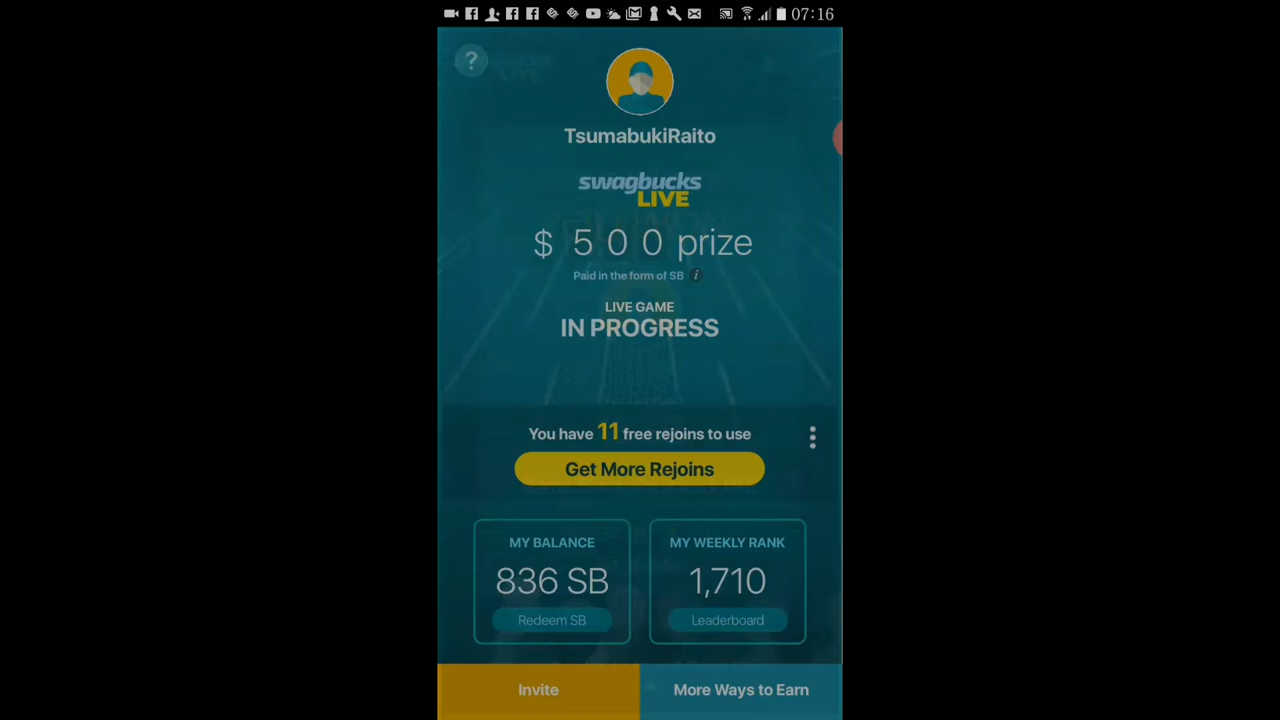 07:16
?
TsumabukiRaito
swagbucks
LIVE
$ 5 0 0 prize
Paid in the form of SB i
LIVE GAME
IN PROGRESS
You have 11 free rejoins to use
Get More Rejoins
MY BALANCE
836 SB
Redeem SB
MY WEEKLY RANK
1,710
Leaderboard
Invite
More Ways to Earn